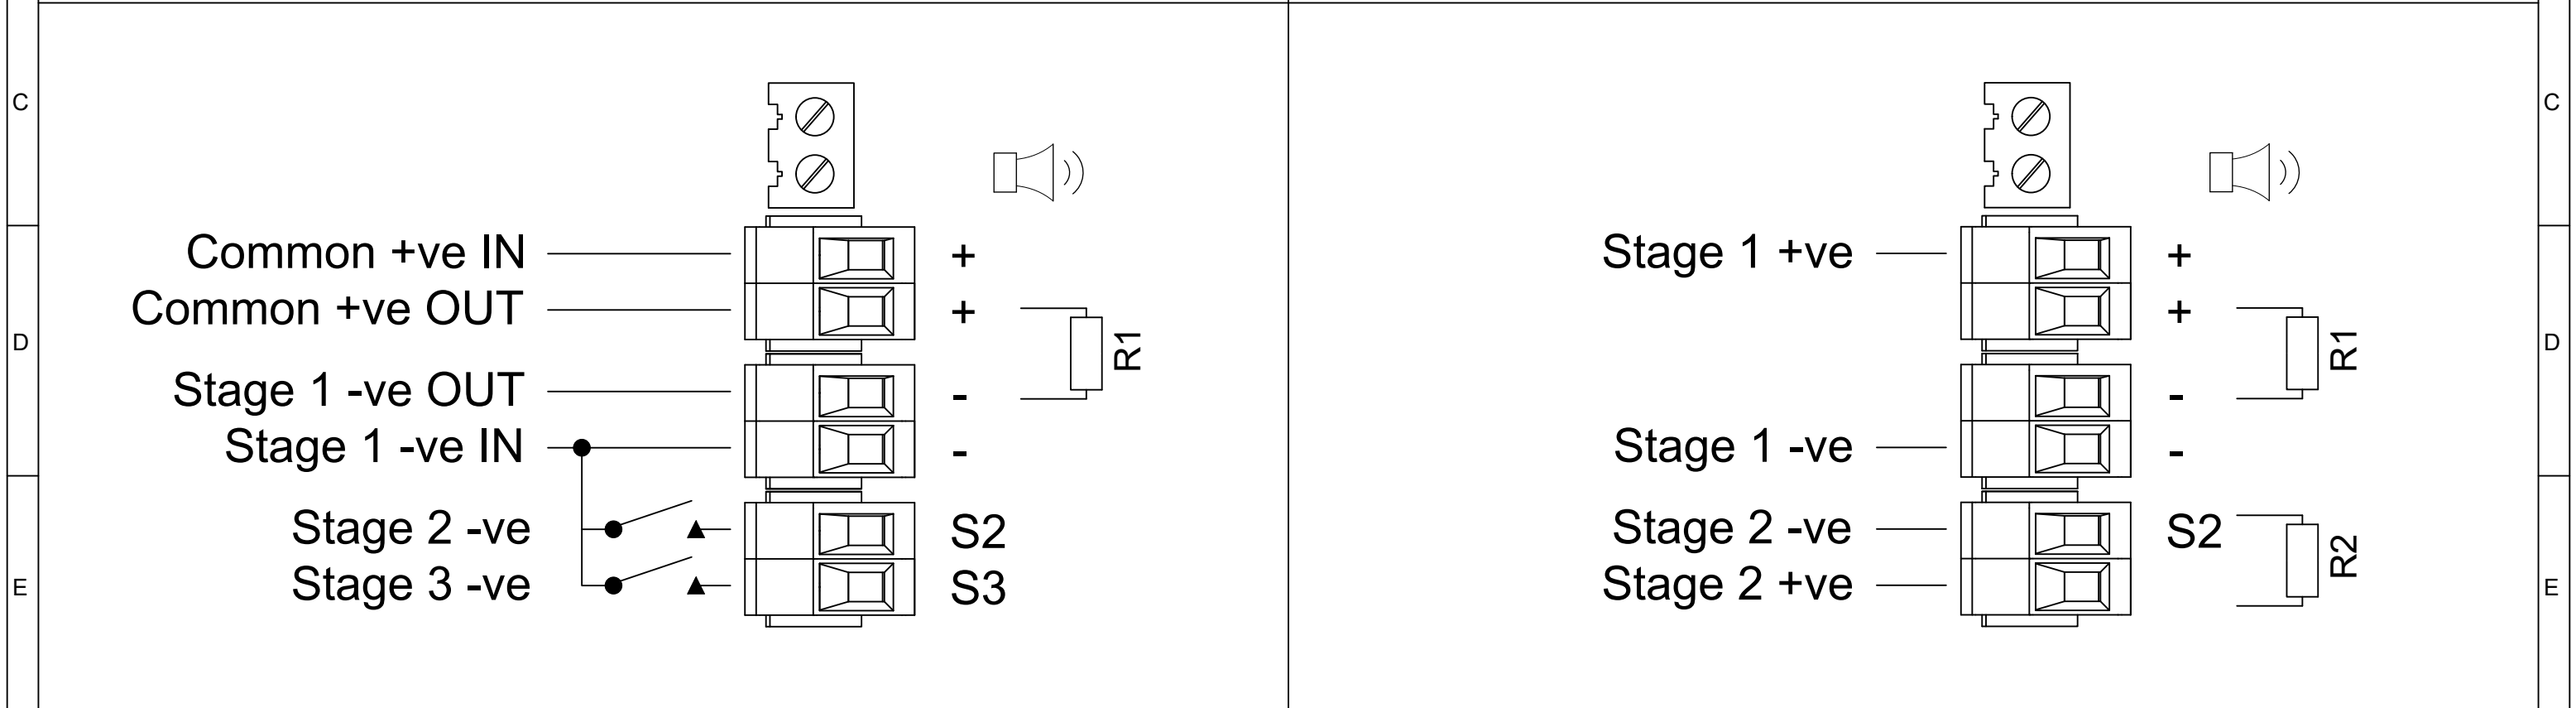 C
C
Common +ve IN
+
Common +ve OUT
+
R1
Stage 1 -ve OUT
-
Stage 1 -ve IN
-
Stage 2 -ve
S2
Stage 3 -ve
S3
Stage 1 +ve
+
+
R1
-
Stage 1 -ve
-
Stage 2 -ve
S2
Stage 2 +ve
R2
D
D
E
E